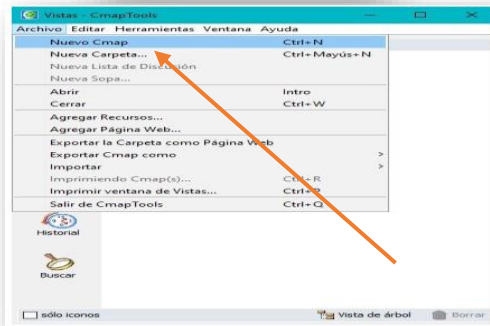 Vistas - CmapTools
Archivo Editar Herramientas Ventana Ayuda
Nuevo Cmap Ctrl+N
Nueva Carpeta... Ctrl+Mayús+N
Nueva Lista de Discusión
Nueva Sopa...
Abrir Intro
Cerrar Ctrl+W
Agregar Recursos...
Agregar Página Web...
Exportar la Carpeta como Página Web
Exportar Cmap como >
Importar >
Imprimiendo Cmap(s)... Ctrl+R
Imprimir ventana de Vistas... Ctrl+P
Salir de CmapTools Ctrl+Q
Historial
Buscar
sólo iconos Vista de árbol Borrar